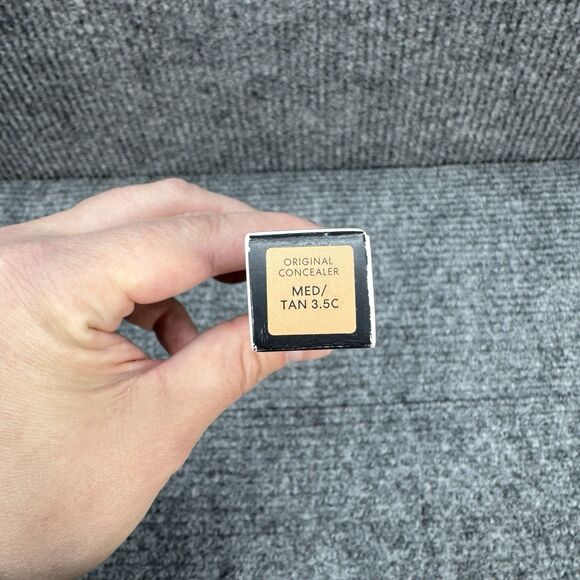 ORIGINAL
CONCEALER
MED/
TAN 3.5C